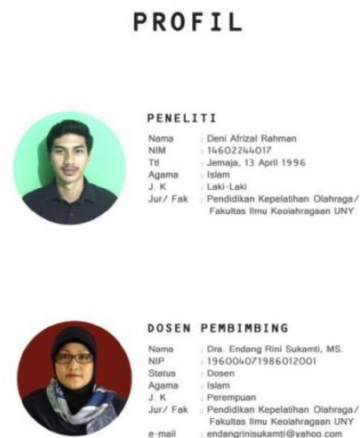 PROFIL
PENELITI
Nama : Deni Afrizal Rahman
NIM : 14602244017
Ttl : Jemaja, 13 April 1996
Agama : Islam
J. K : Laki-Laki
Jur/ Fak : Pendidikan Kepelatihan Olahraga/
Fakultas Ilmu Keolahragaan UNY
DOSEN PEMBIMBING
Nama : Dra. Endang Rini Sukamti, MS.
NIP : 196004071986012001
Status : Dosen
Agama : Islam
J. K : Perempuan
Jur/ Fak : Pendidikan Kepelatihan Olahraga/
Fakultas Ilmu Keolahragaan UNY
e-mail : endangrinisukamti@yahoo.com